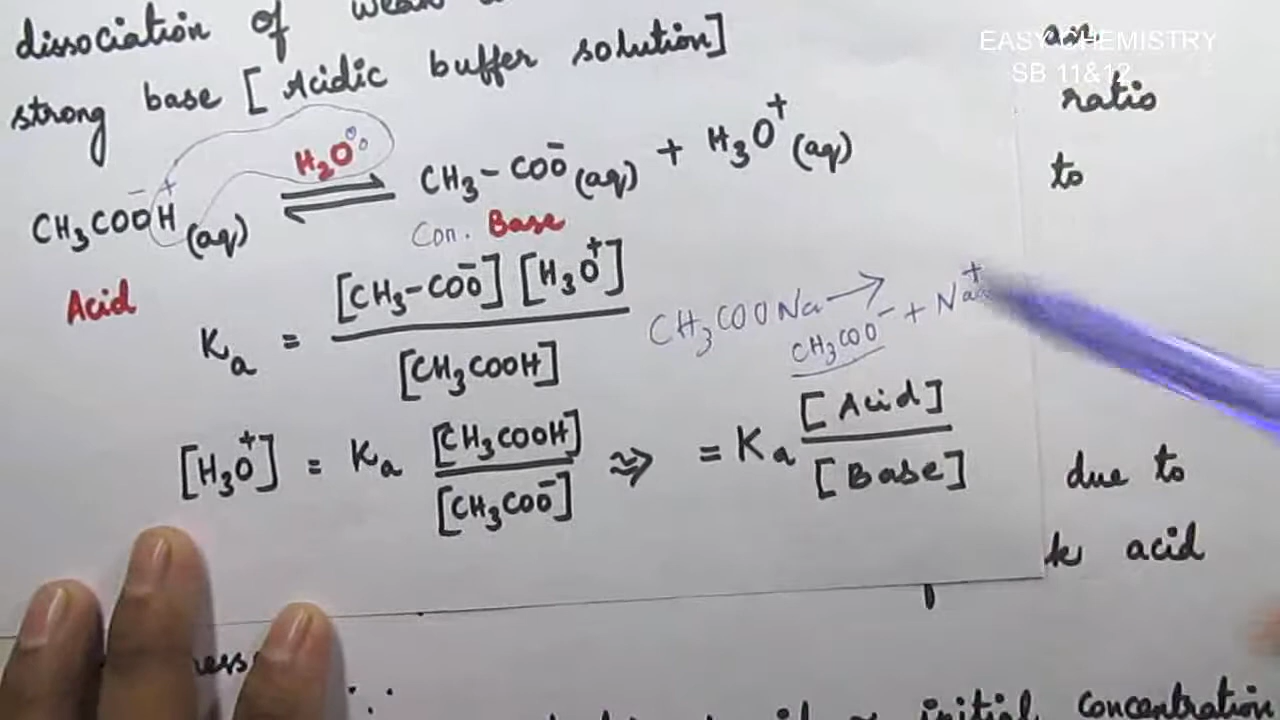 dissociation of
strong base [Acidic buffer solution]
EASY CHEMISTRY
SB 11&12
ratio
to
CH₃COO⁻H⁺(aq) ⇌ H₂O CH₃-COO⁻(aq) + H₃O⁺(aq)
Acid
Con. Base
Kₐ = [CH₃-COO⁻] [H₃O⁺] / [CH₃COOH]
CH₃COONa →
CH₃COO⁻ + Na⁺
[H₃O⁺] = Kₐ [CH₃COOH] / [CH₃COO⁻] ≈> = Kₐ [Acid] / [Base]
due to
k acid
initial concentration